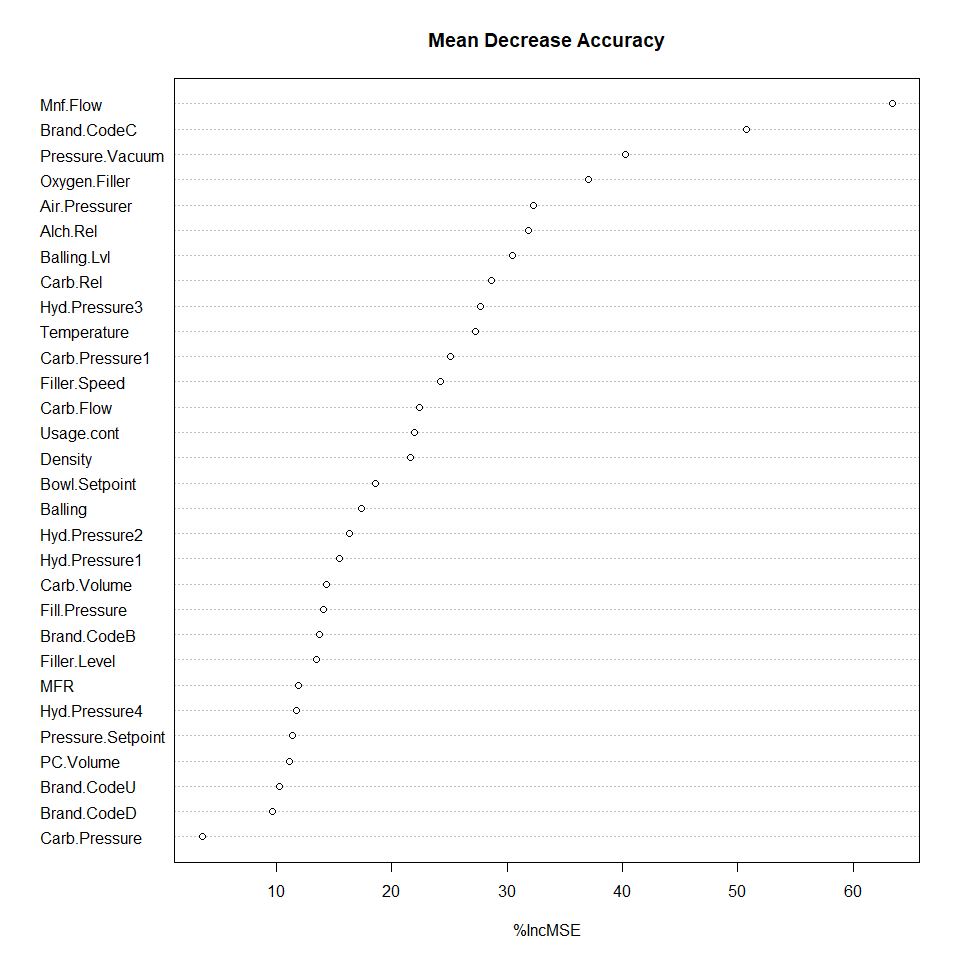 Mean Decrease Accuracy
Mnf.Flow
Brand.CodeC
Pressure.Vacuum
Oxygen.Filler
Air.Pressurer
Alch.Rel
Balling.Lvl
Carb.Rel
Hyd.Pressure3
Temperature
Carb.Pressure1
Filler.Speed
Carb.Flow
Usage.cont
Density
Bowl.Setpoint
Balling
Hyd.Pressure2
Hyd.Pressure1
Carb.Volume
Fill.Pressure
Brand.CodeB
Filler.Level
MFR
Hyd.Pressure4
Pressure.Setpoint
PC.Volume
Brand.CodeU
Brand.CodeD
Carb.Pressure
10 20 30 40 50 60
%IncMSE